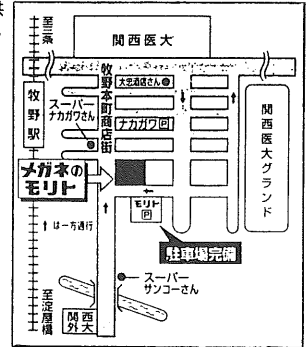 至三条
関西医大
牧野駅
牧野本町商店街
大忠酒店さん
スーパー
ナカガワさん
ナカガワP
関西医大グランド
メガネの
モリト
モリト
P
は一方通行
駐車場完備
スーパー
サンコーさん
至淀屋橋
関西
外大